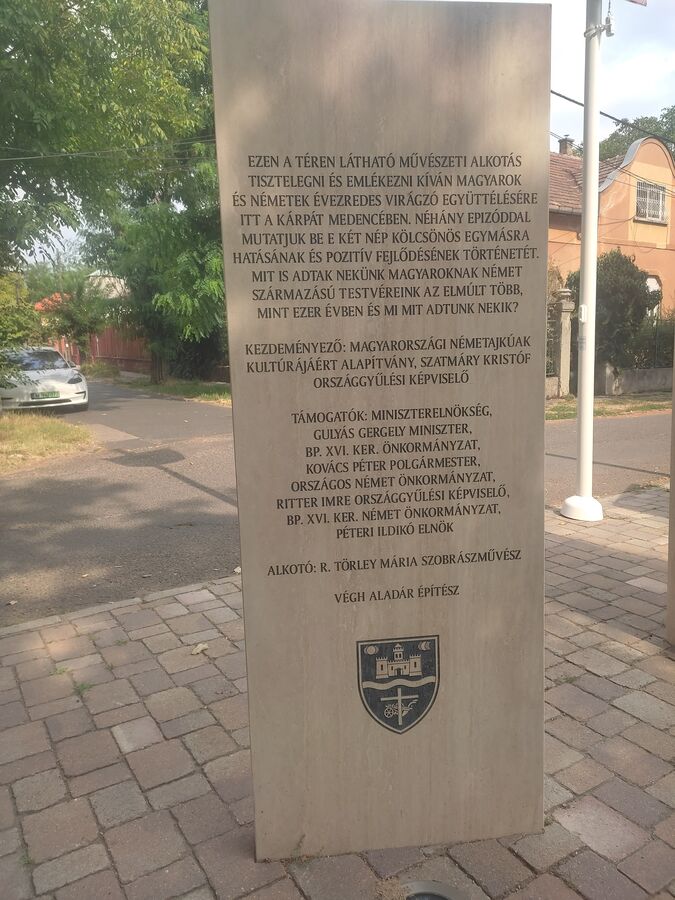 EZEN A TÉREN LÁTHATÓ MŰVÉSZETI ALKOTÁS
TISZTELEGNI ÉS EMLÉKEZNI KÍVÁN MAGYAROK
ÉS NÉMETEK ÉVEZREDES VIRÁGZÓ EGYÜTTÉLÉSÉRE
ITT A KÁRPÁT MEDENCÉBEN. NÉHÁNY EPIZÓDDAL
MUTATJUK BE E KÉT NÉP KÖLCSÖNÖS EGYMÁSRA
HATÁSÁNAK ÉS POZITÍV FEJLŐDÉSÉNEK TÖRTÉNETÉT.
MIT IS ADTAK NEKÜNK MAGYAROKNAK NÉMET
SZÁRMAZÁSÚ TESTVÉREINK AZ ELMÚLT TÖBB,
MINT EZER ÉVBEN ÉS MI MIT ADTUNK NEKIK?
KEZDEMÉNYEZŐ: MAGYARORSZÁGI NÉMETAJKÚAK
KULTÚRÁJÁÉRT ALAPÍTVÁNY, SZATMÁRY KRISTÓF
ORSZÁGGYŰLÉSI KÉPVISELŐ
TÁMOGATÓK: MINISZTERELNÖKSÉG,
GULYÁS GERGELY MINISZTER,
BP. XVI. KER. ÖNKORMÁNYZAT,
KOVÁCS PÉTER POLGÁRMESTER,
ORSZÁGOS NÉMET ÖNKORMÁNYZAT,
RITTER IMRE ORSZÁGGYŰLÉSI KÉPVISELŐ,
BP. XVI. KER. NÉMET ÖNKORMÁNYZAT,
PÉTERI ILDIKÓ ELNÖK
ALKOTÓ: R. TÖRLEY MÁRIA SZOBRÁSZMŰVÉSZ
VÉGH ALADÁR ÉPÍTÉSZ